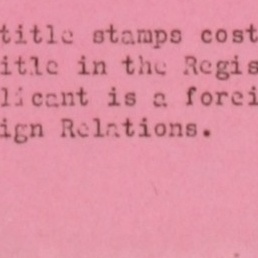 title stamps cost
itle in the Regis
licant is a forei
ign Relations.